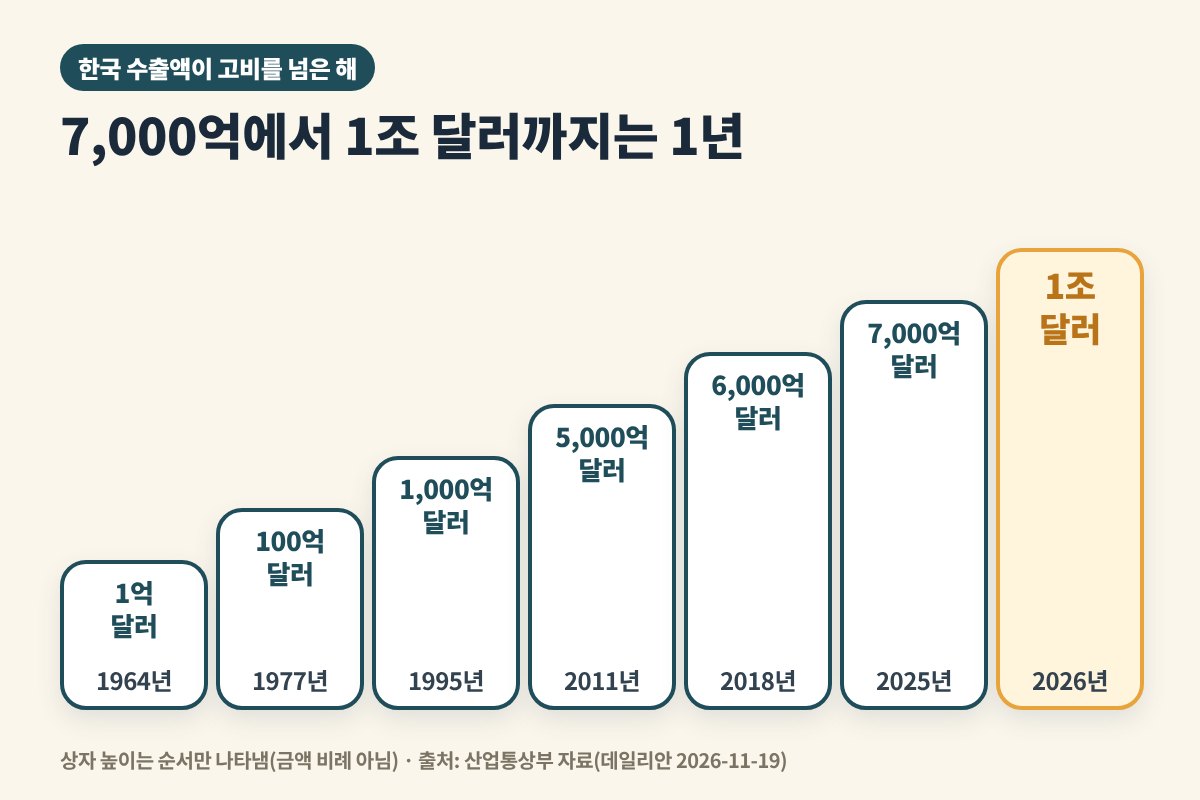 한국 수출액이 고비를 넘은 해
7,000억에서 1조 달러까지는 1년
1억
달러
1964년
100억
달러
1977년
1,000억
달러
1995년
5,000억
달러
2011년
6,000억
달러
2018년
7,000억
달러
2025년
1조
달러
2026년
상자 높이는 순서만 나타냄(금액 비례 아님) · 출처: 산업통상부 자료(데일리안 2026-11-19)